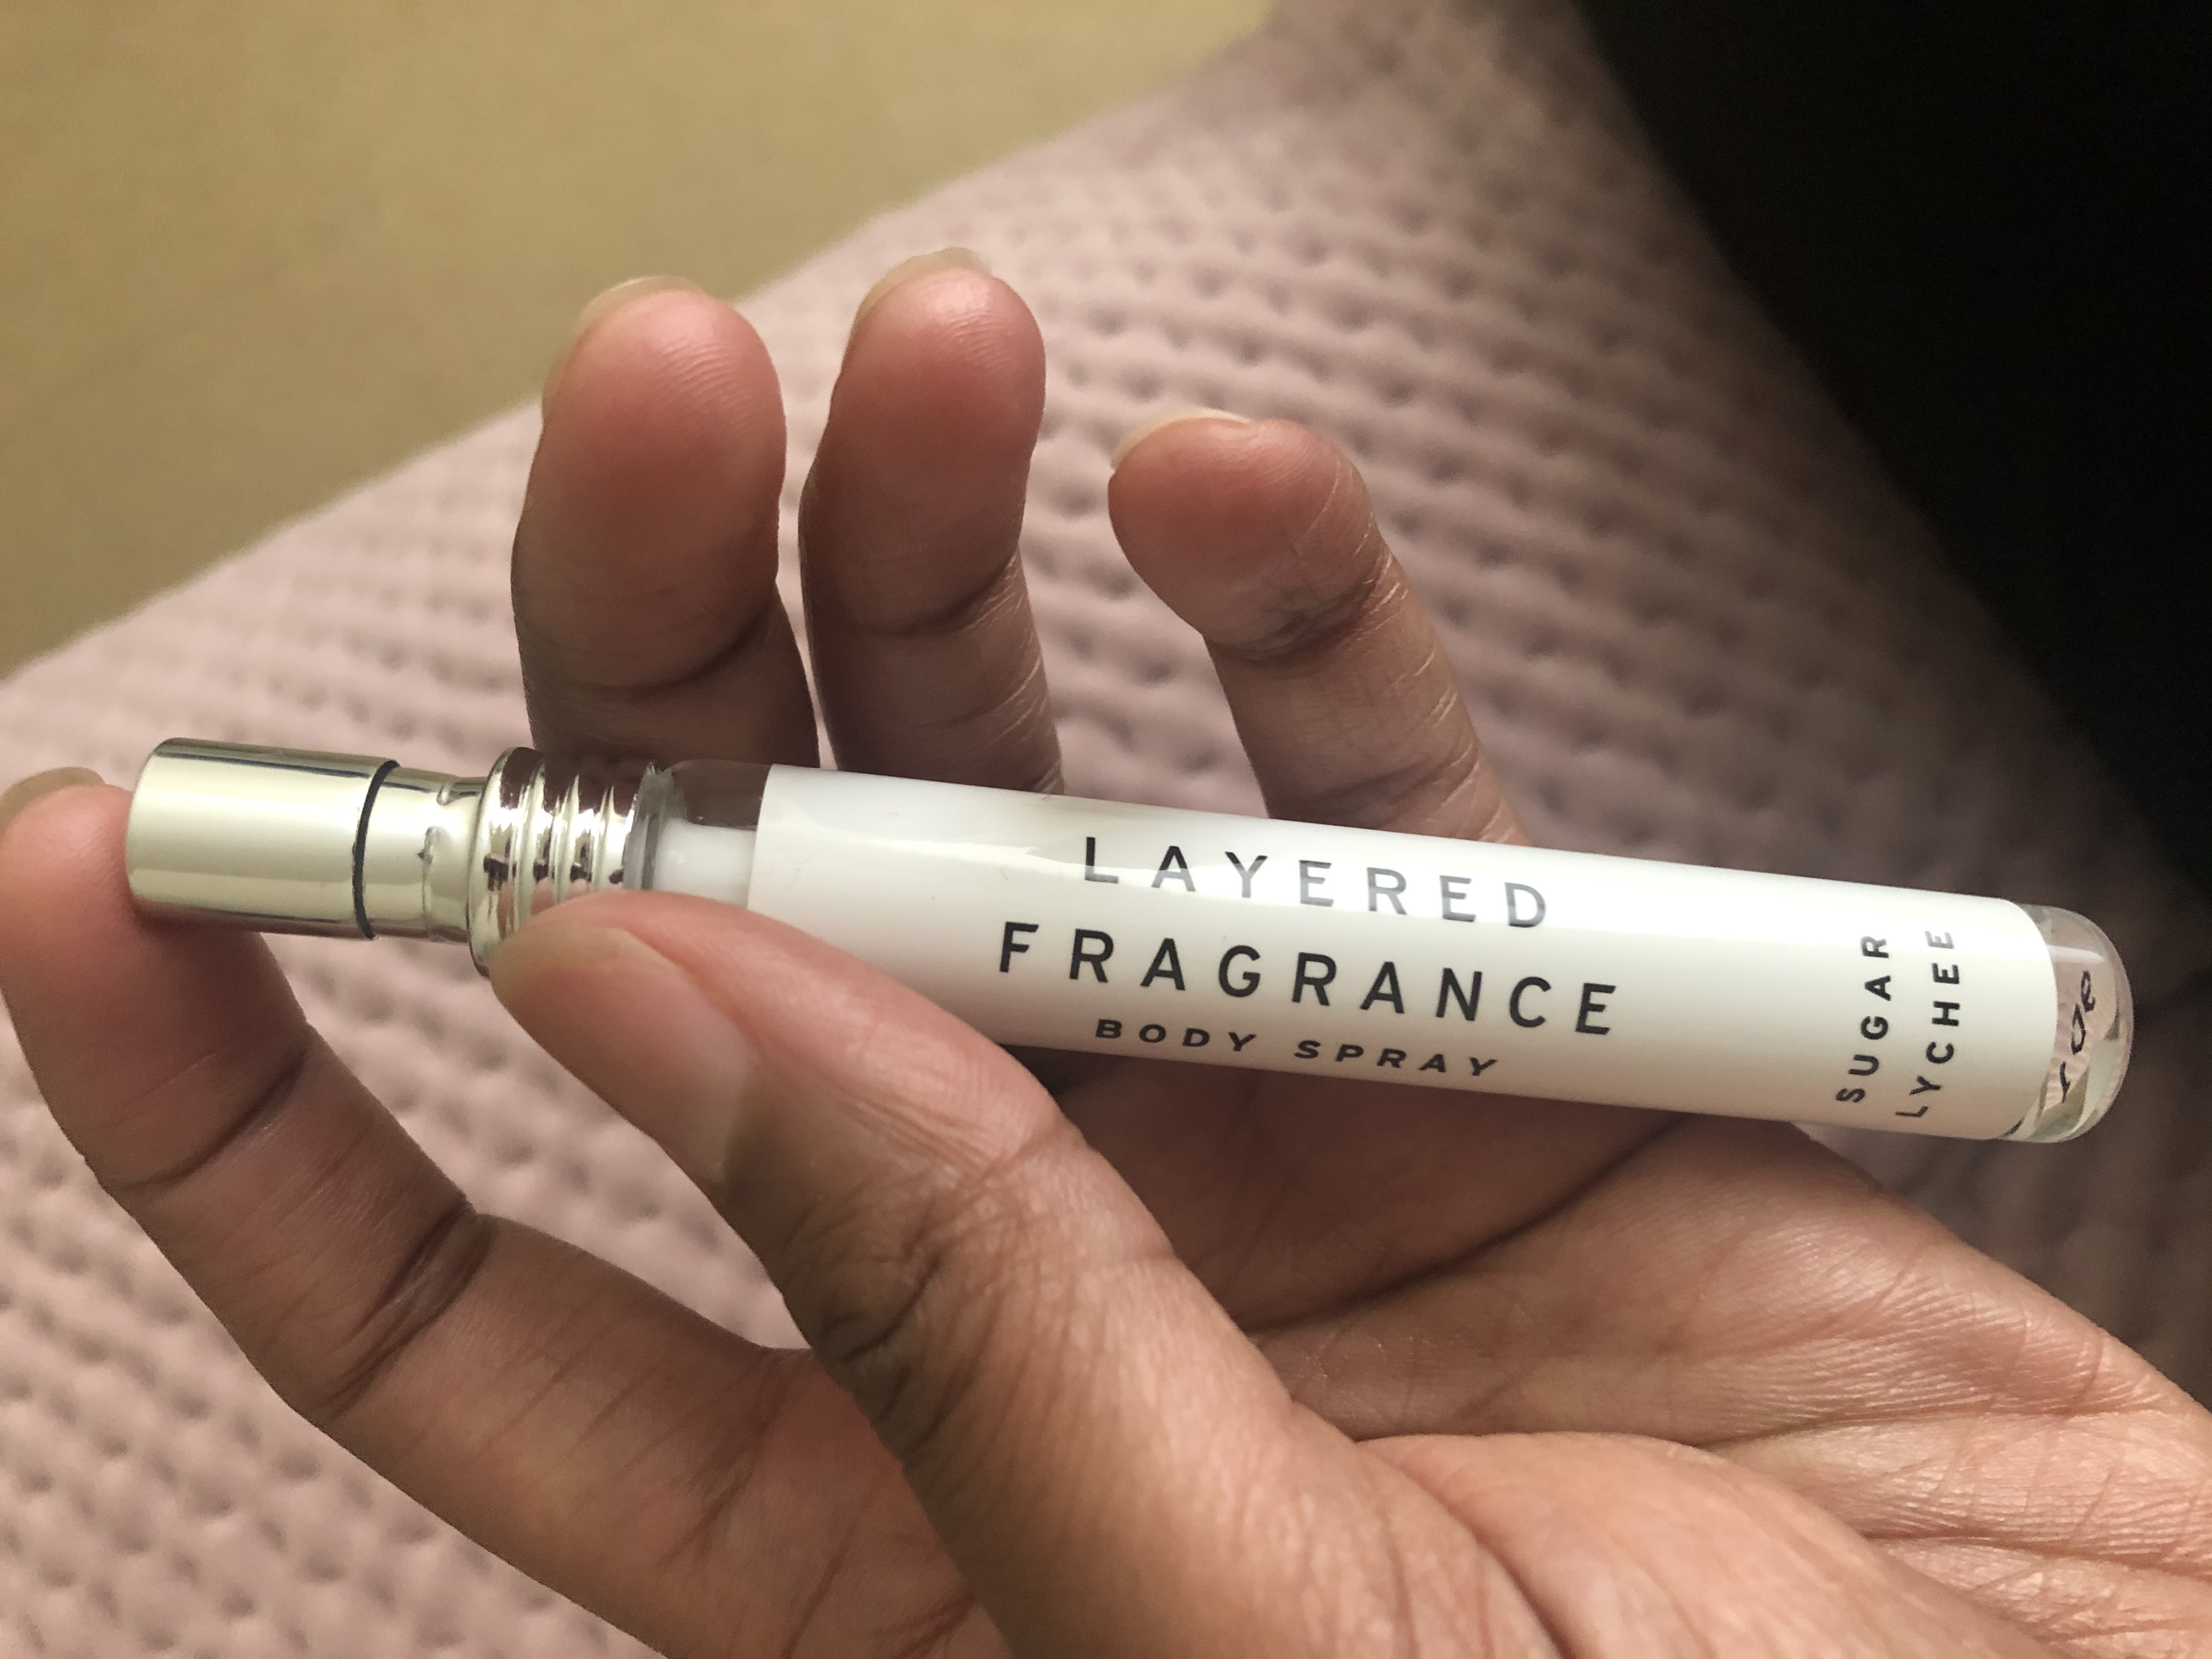 LAYERED
FRAGRANCE
BODY SPRAY
SUGAR
LYCHEE